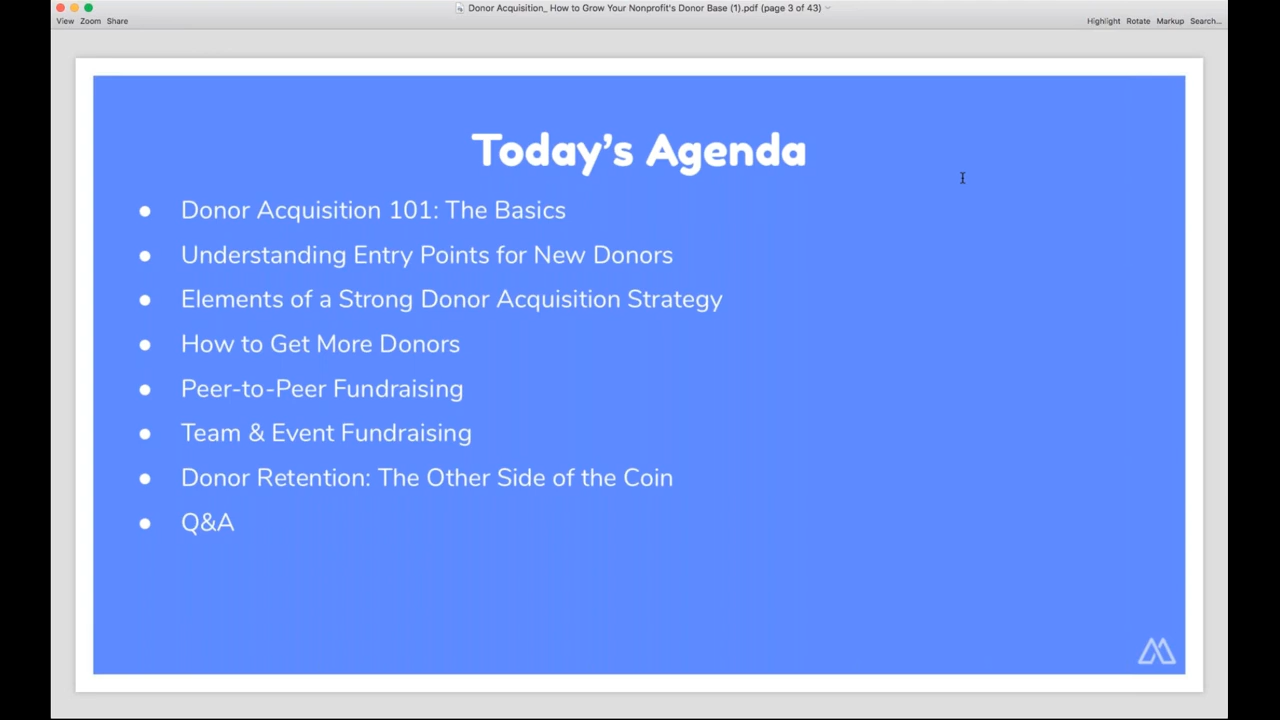 Donor Acquisition_ How to Grow Your Nonprofit's Donor Base (1).pdf (page 3 of 43)
View Zoom Share
Highlight Rotate Markup Search...
Today's Agenda
● Donor Acquisition 101: The Basics
● Understanding Entry Points for New Donors
● Elements of a Strong Donor Acquisition Strategy
● How to Get More Donors
● Peer-to-Peer Fundraising
● Team & Event Fundraising
● Donor Retention: The Other Side of the Coin
● Q&A